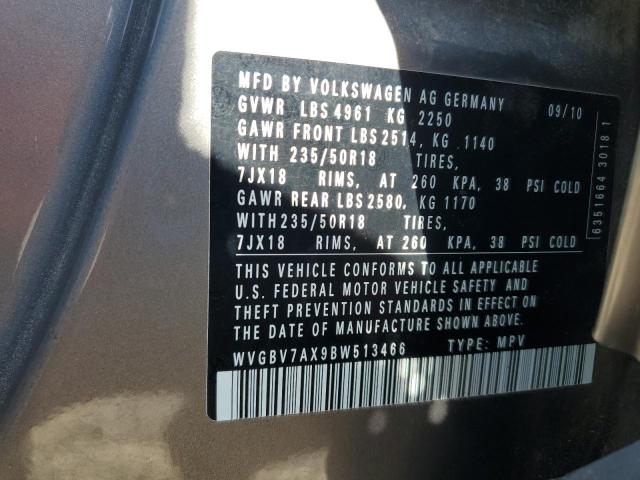 MFD BY VOLKSWAGEN AG GERMANY 09/10
GVWR LBS 4961 KG 2250
GAWR FRONT LBS 2514, KG 1140
WITH 235/50R18 TIRES,
7JX18 RIMS, AT 260 KPA, 38 PSI COLD
GAWR REAR LBS 2580, KG 1170
WITH235/50R18 TIRES,
7JX18 RIMS, AT 260 KPA, 38 PSI COLD
THIS VEHICLE CONFORMS TO ALL APPLICABLE
U.S. FEDERAL MOTOR VEHICLE SAFETY AND
THEFT PREVENTION STANDARDS IN EFFECT ON
THE DATE OF MANUFACTURE SHOWN ABOVE.
WVGBV7AX9BW513466 TYPE: MPV
6351664 3018 1